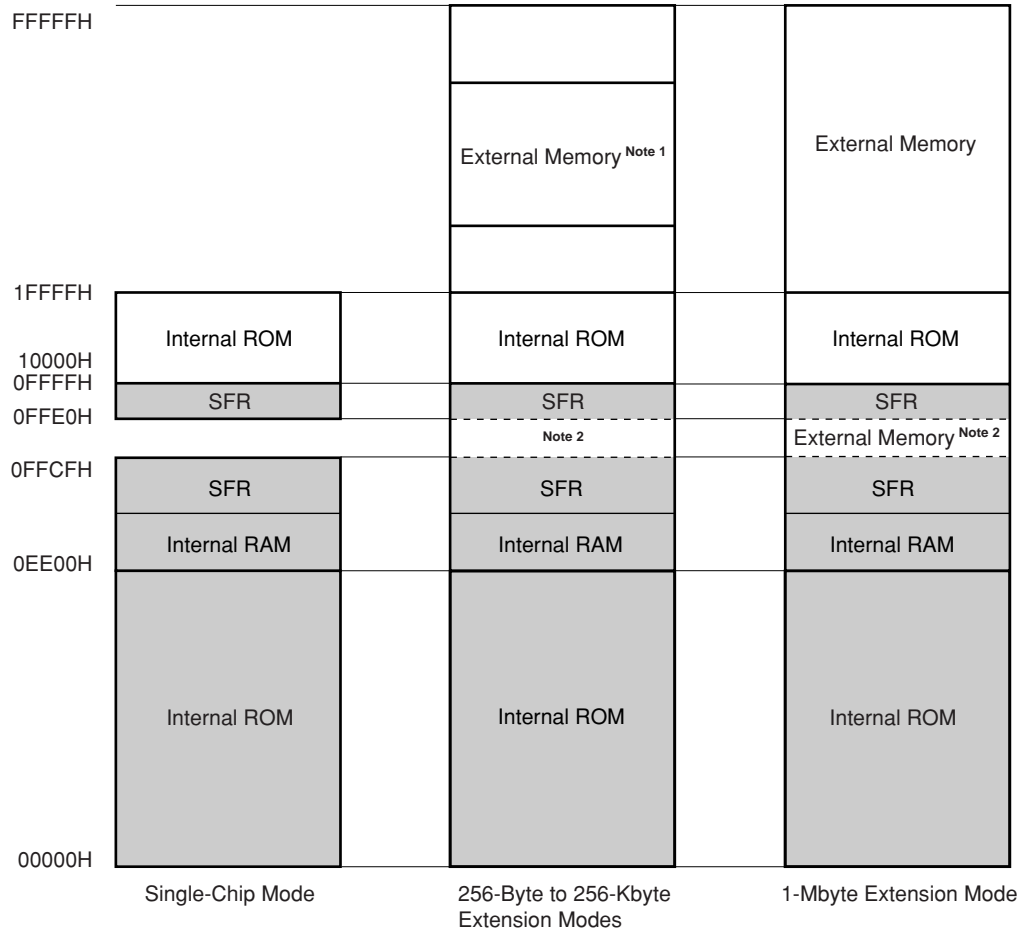 FFFFFH
External Memory Note 1
External Memory
1FFFFH
Internal ROM
Internal ROM
Internal ROM
10000H
0FFFFH
SFR
SFR
SFR
0FFE0H
Note 2
External Memory Note 2
0FFCFH
SFR
SFR
SFR
Internal RAM
Internal RAM
Internal RAM
0EE00H
Internal ROM
Internal ROM
Internal ROM
00000H
Single-Chip Mode
256-Byte to 256-Kbyte
Extension Modes
1-Mbyte Extension Mode